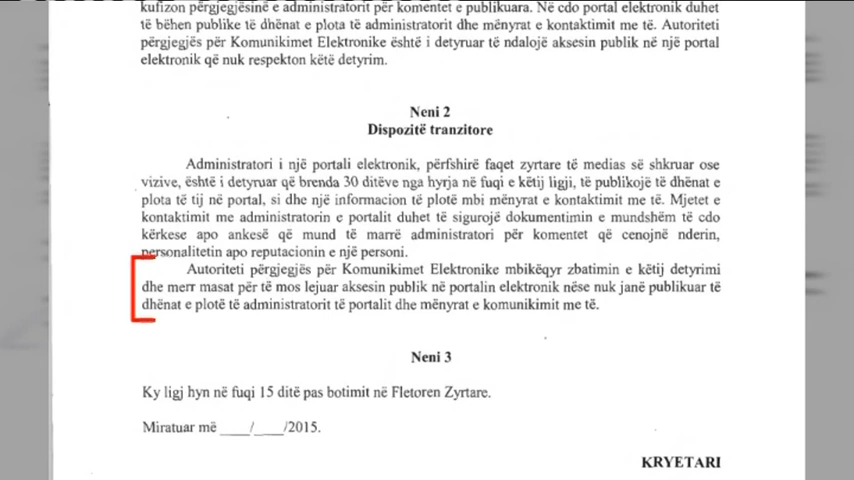 kufizon përgjegjësinë e administratorit për komentet e publikuara. Në cdo portal elektronik duhet
të bëhen publike të dhënat e plota të administratorit dhe mënyrat e kontaktimit me të. Autoriteti
përgjegjës për Komunikimet Elektronike është i detyruar të ndalojë aksesin publik në një portal
elektronik që nuk respekton këtë detyrim.
Neni 2
Dispozitë tranzitore
Administratori i një portali elektronik, përfshirë faqet zyrtare të medias së shkruar ose
vizive, është i detyruar që brenda 30 ditëve nga hyrja në fuqi e këtij ligji, të publikojë të dhënat e
plota të tij në portal, si dhe një informacion të plotë mbi mënyrat e kontaktimit me të. Mjetet e
kontaktimit me administratorin e portalit duhet të sigurojë dokumentimin e mundshëm të cdo
kërkese apo ankesë që mund të marrë administratori për komentet që cenojnë nderin,
personalitetin apo reputacionin e një personi.
Autoriteti përgjegjës për Komunikimet Elektronike mbikëqyr zbatimin e këtij detyrimi
dhe merr masat për të mos lejuar aksesin publik në portalin elektronik nëse nuk janë publikuar të
dhënat e plotë të administratorit të portalit dhe mënyrat e komunikimit me të.
Neni 3
Ky ligj hyn në fuqi 15 ditë pas botimit në Fletoren Zyrtare.
Miratuar më ____/____/2015.
KRYETARI